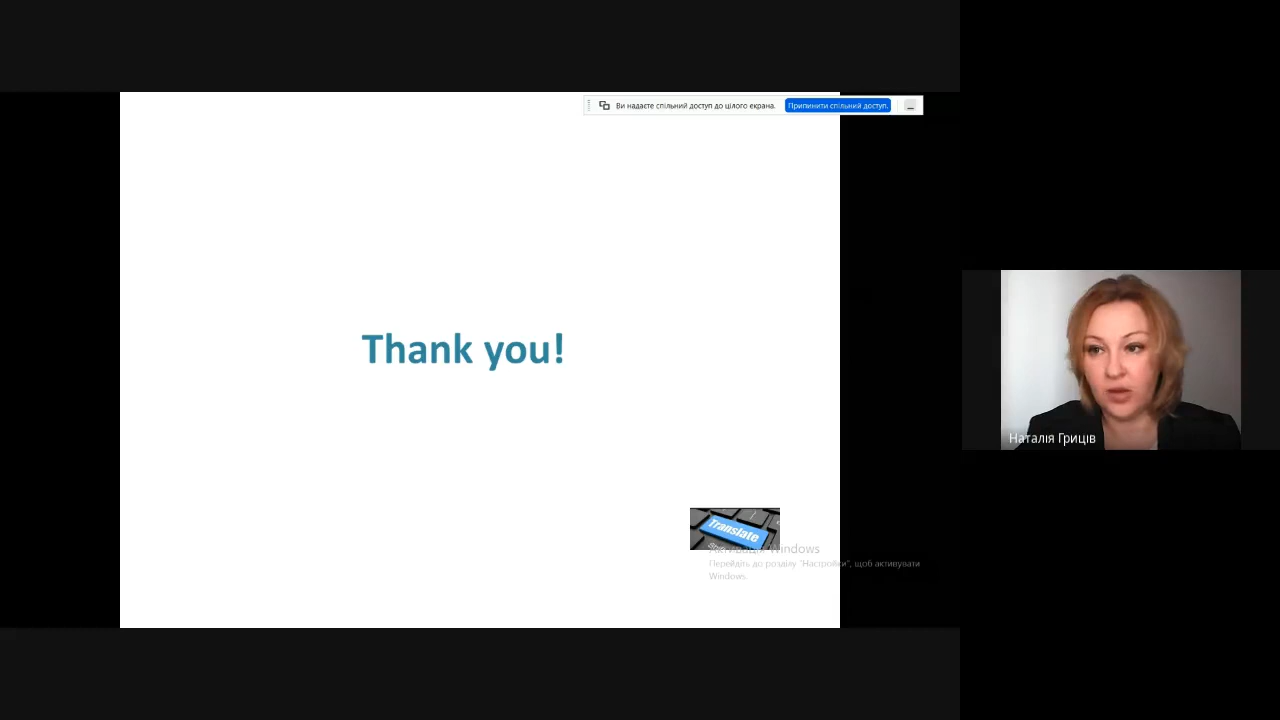 Ви надаєте спільний доступ до цілого екрана.
Припинити спільний доступ.
Thank you!
Translate
Активація Windows
Перейдіть до розділу "Настройки", щоб активувати
Windows.
Наталія Гриців